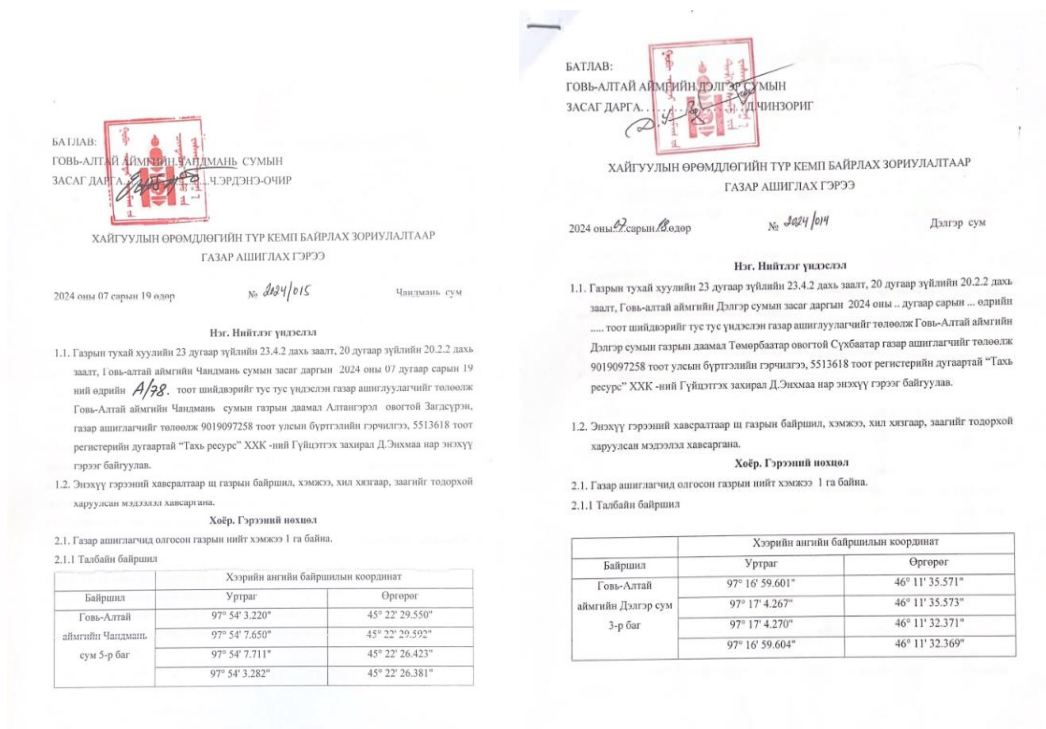 БАТЛАВ:
ГОВЬ-АЛТАЙ АЙМГИЙН ЧАНДМАНЬ СУМЫН
ЗАСАГ ДАРГА. Ч.ЭРДЭНЭ-ОЧИР
ХАЙГУУЛЫН ӨРӨМДЛӨГИЙН ТҮР КЕМП БАЙРЛАХ ЗОРИУЛАЛТААР
ГАЗАР АШИГЛАХ ГЭРЭЭ
2024 оны 07 сарын 19 өдөр № 2024/015 Чандмань сум
Нэг. Нийтлэг үндэслэл
1.1. Газрын тухай хуулийн 23 дугаар зүйлийн 23.4.2 дахь заалт, 20 дугаар зүйлийн 20.2.2 дахь
заалт, Говь-алтай аймгийн Чандмань сумын засаг даргын 2024 оны 07 дугаар сарын 19
ний өдрийн А/78. тоот шийдвэрийг тус тус үндэслэн газар ашиглуулагчийг төлөөлж
Говь-Алтай аймгийн Чандмань сумын газрын даамал Алтангэрэл овогтой Загдсүрэн,
газар ашиглагчийг төлөөлж 9019097258 тоот улсын бүртгэлийн гэрчилгээ, 5513618 тоот
регистерийн дугаартай “Тахь ресурс” ХХК -ний Гүйцэтгэх захирал Д.Энхмаа нар энэхүү
гэрээг байгуулав.
1.2. Энэхүү гэрээний хавсралтаар щ газрын байршил, хэмжээ, хил хязгаар, заагийг тодорхой
харуулсан мэдээлэл хавсаргана.
Хоёр. Гэрээний нөхцөл
2.1. Газар ашиглагчид олгосон газрын нийт хэмжээ 1 га байна.
2.1.1 Талбайн байршил
Хээрийн ангийн байршилын координат
Байршил Уртраг Өргөрөг
Говь-Алтай 97° 54' 3.220" 45° 22' 29.550"
аймгийн Чандмань 97° 54' 7.650" 45° 22' 29.592"
сум 5-р баг 97° 54' 7.711" 45° 22' 26.423"
97° 54' 3.282" 45° 22' 26.381"
БАТЛАВ:
ГОВЬ-АЛТАЙ АЙМГИЙН ДЭЛГЭР СУМЫН
ЗАСАГ ДАРГА. . . Д.ЧИНЗОРИГ
ХАЙГУУЛЫН ӨРӨМДЛӨГИЙН ТҮР КЕМП БАЙРЛАХ ЗОРИУЛАЛТААР
ГАЗАР АШИГЛАХ ГЭРЭЭ
2024 оны.07.сарын.18.өдөр № 2024/014 Дэлгэр сум
Нэг. Нийтлэг үндэслэл
1.1. Газрын тухай хуулийн 23 дугаар зүйлийн 23.4.2 дахь заалт, 20 дугаар зүйлийн 20.2.2 дахь
заалт, Говь-алтай аймгийн Дэлгэр сумын засаг даргын 2024 оны .. дугаар сарын ... өдрийн
..... тоот шийдвэрийг тус тус үндэслэн газар ашиглуулагчийг төлөөлж Говь-Алтай аймгийн
Дэлгэр сумын газрын даамал Төмөрбаатар овогтой Сүхбаатар газар ашиглагчийг төлөөлж
9019097258 тоот улсын бүртгэлийн гэрчилгээ, 5513618 тоот регистерийн дугаартай “Тахь
ресурс” ХХК -ний Гүйцэтгэх захирал Д.Энхмаа нар энэхүү гэрээг байгуулав.
1.2. Энэхүү гэрээний хавсралтаар щ газрын байршил, хэмжээ, хил хязгаар, заагийг тодорхой
харуулсан мэдээлэл хавсаргана.
Хоёр. Гэрээний нөхцөл
2.1. Газар ашиглагчид олгосон газрын нийт хэмжээ 1 га байна.
2.1.1 Талбайн байршил
Хээрийн ангийн байршилын координат
Байршил Уртраг Өргөрөг
Говь-Алтай 97° 16' 59.601" 46° 11' 35.571"
аймгийн Дэлгэр сум 97° 17' 4.267" 46° 11' 35.573"
3-р баг 97° 17' 4.270" 46° 11' 32.371"
97° 16' 59.604" 46° 11' 32.369"